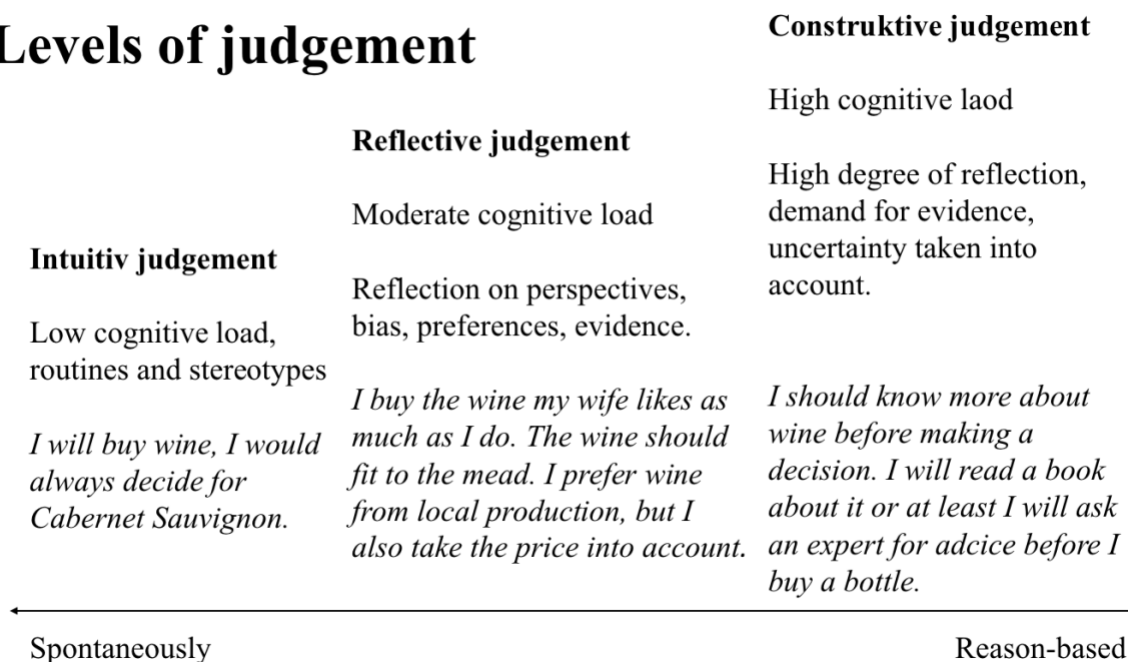 Levels of judgement
Construktive judgement
High cognitive laod
High degree of reflection,
demand for evidence,
uncertainty taken into
account.
I should know more about
wine before making a
decision. I will read a book
about it or at least I will ask
an expert for adcice before I
buy a bottle.
Reflective judgement
Moderate cognitive load
Reflection on perspectives,
bias, preferences, evidence.
I buy the wine my wife likes as
much as I do. The wine should
fit to the mead. I prefer wine
from local production, but I
also take the price into account.
Intuitiv judgement
Low cognitive load,
routines and stereotypes
I will buy wine, I would
always decide for
Cabernet Sauvignon.
Spontaneously
Reason-based